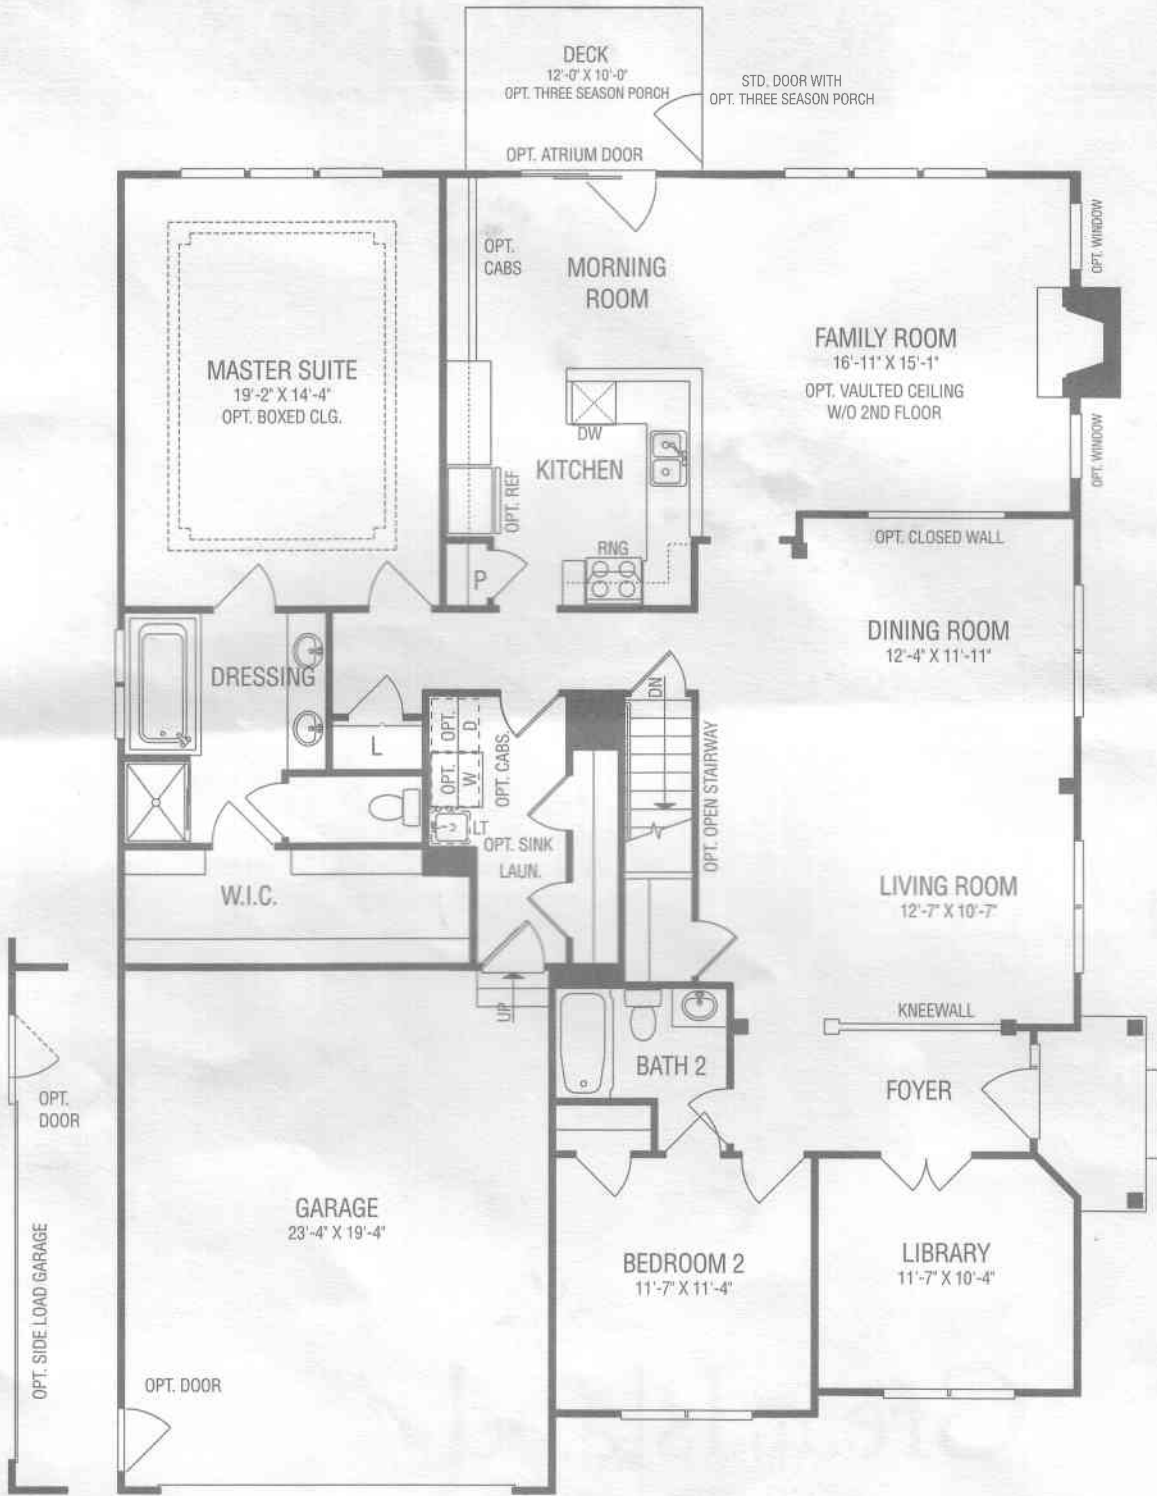 DECK
12'-0" X 10'-0"
OPT. THREE SEASON PORCH
STD. DOOR WITH
OPT. THREE SEASON PORCH
OPT. ATRIUM DOOR
OPT.
CABS
MORNING
ROOM
OPT. WINDOW
FAMILY ROOM
16'-11" X 15'-1"
OPT. VAULTED CEILING
W/O 2ND FLOOR
MASTER SUITE
19'-2" X 14'-4"
OPT. BOXED CLG.
DW
KITCHEN
OPT. REF
OPT. WINDOW
OPT. CLOSED WALL
RNG
P
DINING ROOM
12'-4" X 11'-11"
DRESSING
DN
L
OPT. D
OPT. W
OPT. CABS.
LT
OPT. SINK
LAUN.
OPT. OPEN STAIRWAY
W.I.C.
LIVING ROOM
12'-7" X 10'-7"
UP
KNEEWALL
BATH 2
FOYER
OPT.
DOOR
GARAGE
23'-4" X 19'-4"
OPT. SIDE LOAD GARAGE
BEDROOM 2
11'-7" X 11'-4"
LIBRARY
11'-7" X 10'-4"
OPT. DOOR